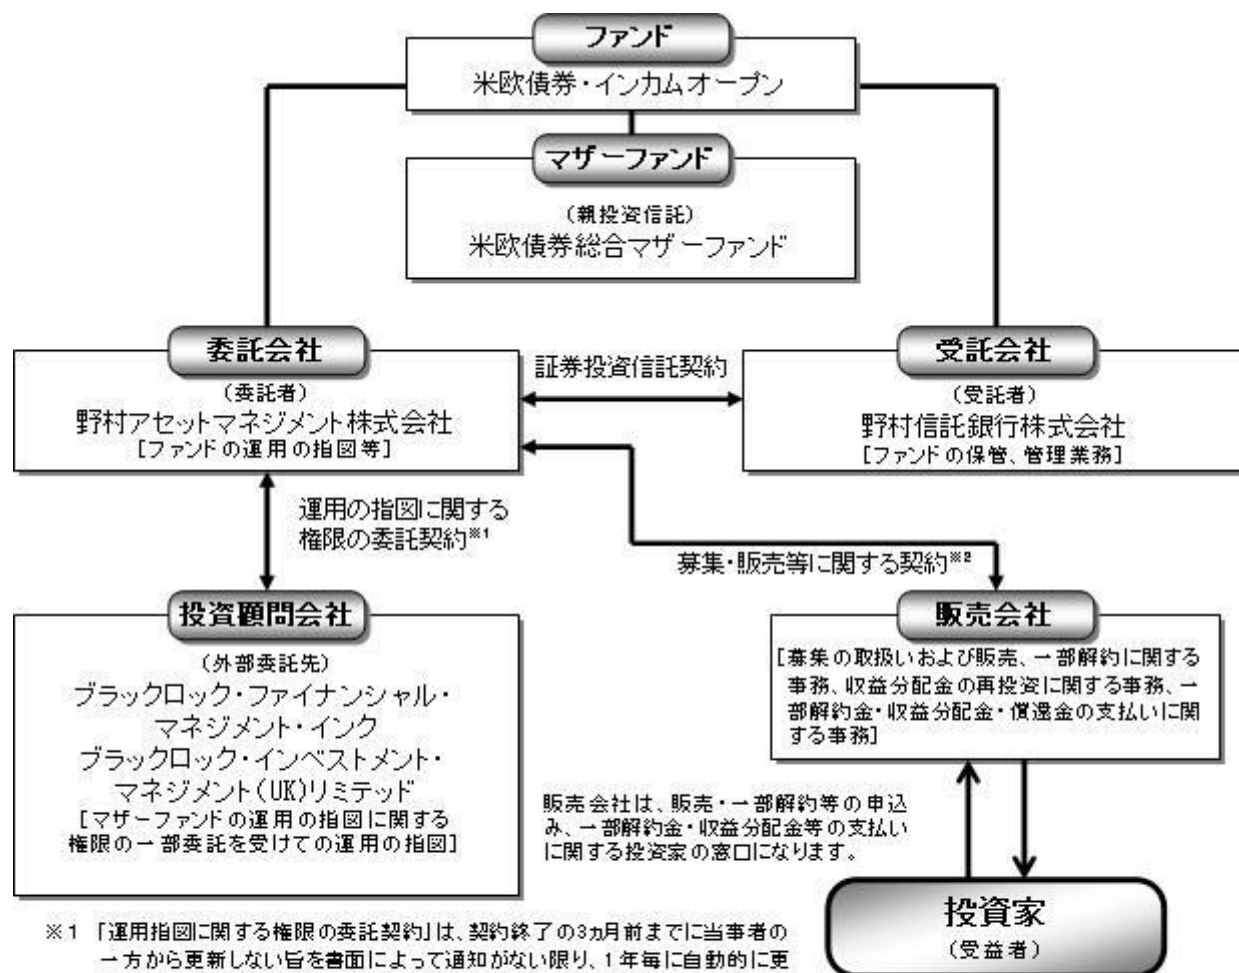 ファンド
米欧債券・インカムオープン
マザーファンド
(親投資信託)
米欧債券総合マザーファンド
委託会社
(委託者)
野村アセットマネジメント株式会社
[ファンドの運用の指図等]
証券投資信託契約
受託会社
(受託者)
野村信託銀行株式会社
[ファンドの保管、管理業務]
運用の指図に関する
権限の委託契約※1
募集・販売等に関する契約※2
投資顧問会社
(外部委託先)
ブラックロック・ファイナンシャル・
マネジメント・インク
ブラックロック・インベストメント・
マネジメント(UK)リミテッド
[マザーファンドの運用の指図に関する
権限の一部委託を受けての運用の指図]
販売会社
[募集の取扱いおよび販売、一部解約に関する
事務、収益分配金の再投資に関する事務、一
部解約金・収益分配金・償還金の支払いに関
する事務]
販売会社は、販売・一部解約等の申込
み、一部解約金・収益分配金等の支払い
に関する投資家の窓口になります。
投資家
(受益者)
※1 「運用指図に関する権限の委託契約」は、契約終了の3ヵ月前までに当事者の
一方から更新しない旨を書面によって通知がない限り、1年毎に自動的に更